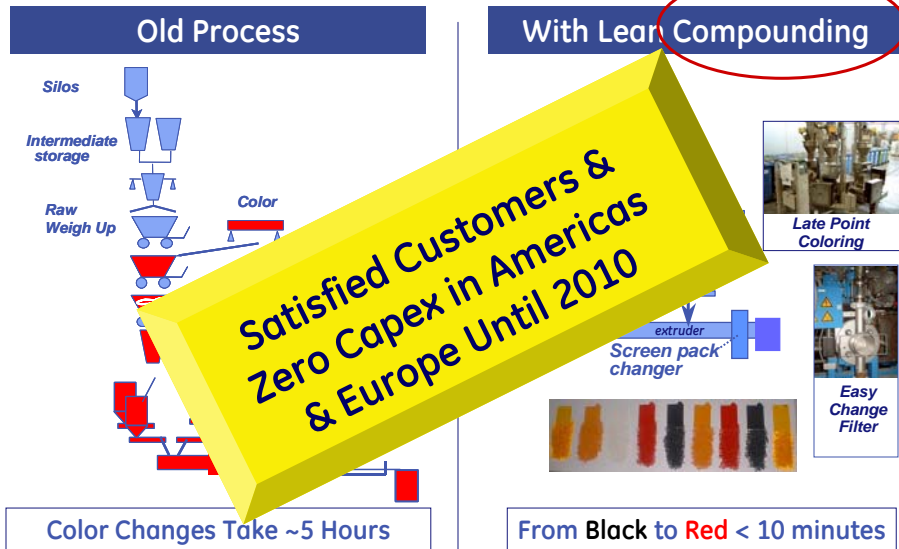 Old Process
With Lean Compounding
Silos
Intermediate
storage
Raw
Weigh Up
Color
Satisfied Customers &
Zero Capex in Americas
& Europe Until 2010
Late Point
Coloring
extruder
Screen pack
changer
Easy
Change
Filter
Color Changes Take ~5 Hours
From Black to Red < 10 minutes